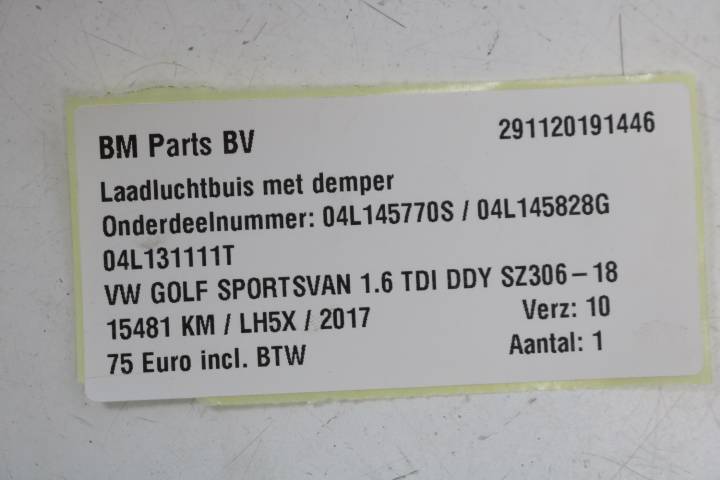 BM Parts BV 291120191446
Laadluchtbuis met demper
Onderdeelnummer: 04L145770S / 04L145828G
04L131111T
VW GOLF SPORTSVAN 1.6 TDI DDY SZ306-18
15481 KM / LH5X / 2017 Verz: 10
75 Euro incl. BTW Aantal: 1